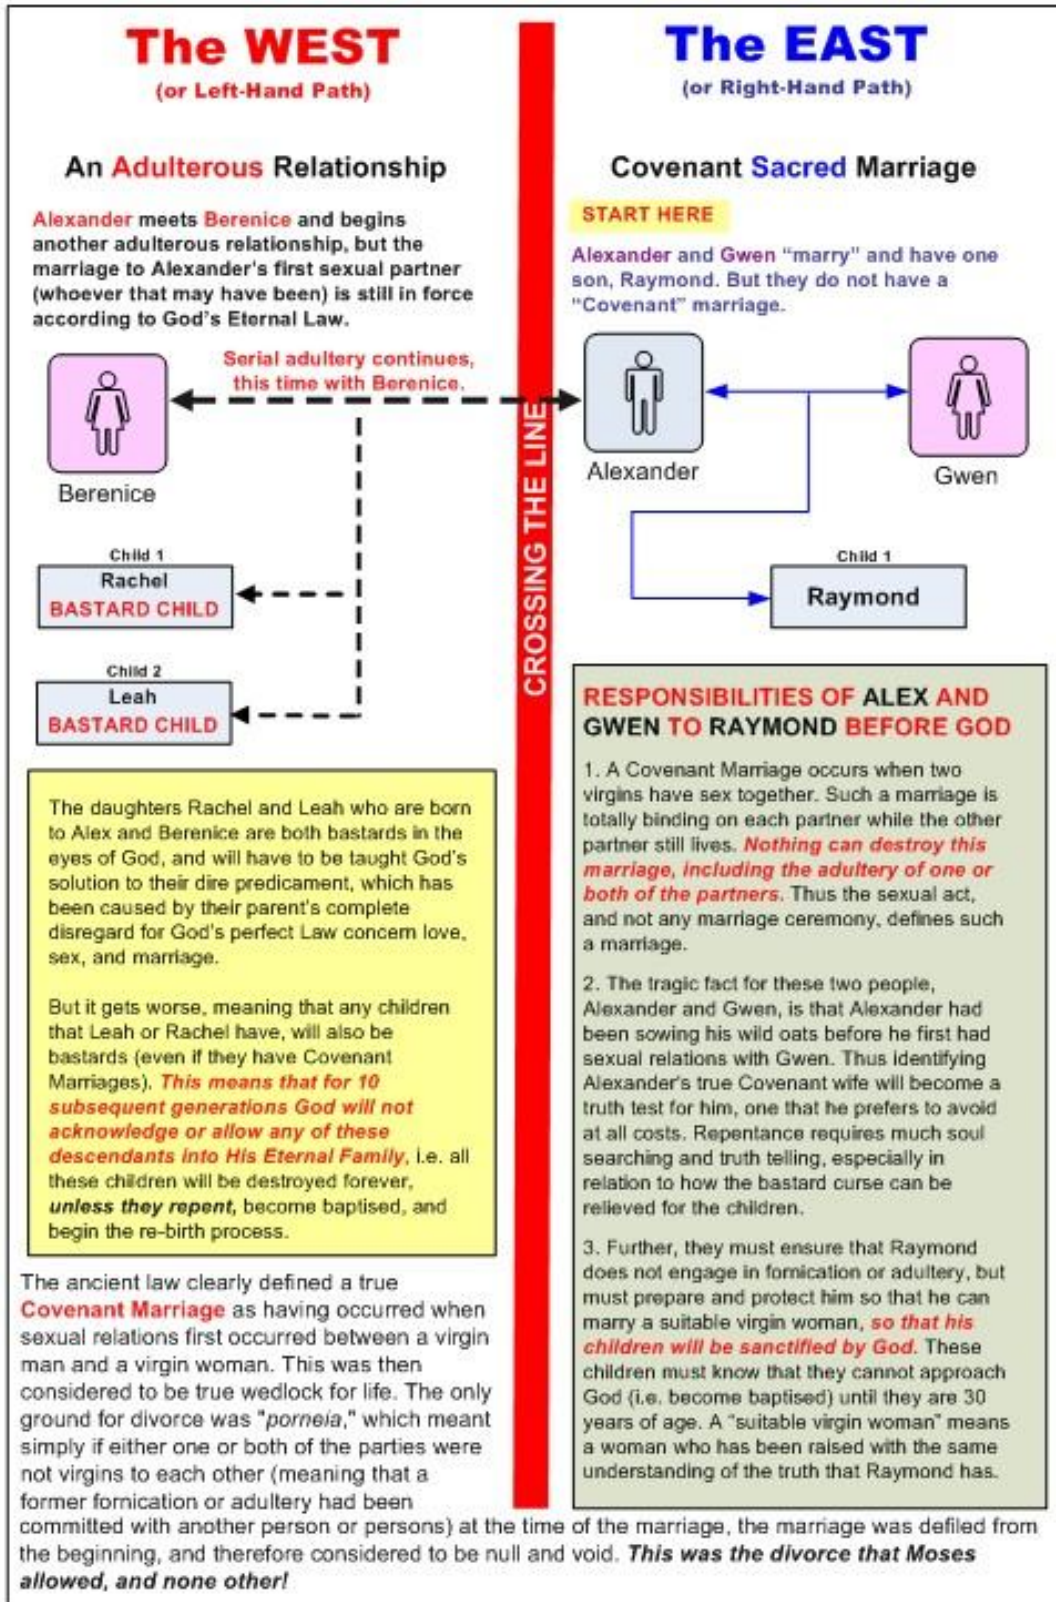 The WEST
(or Left-Hand Path)
An Adulterous Relationship
Alexander meets Berenice and begins
another adulterous relationship, but the
marriage to Alexander's first sexual partner
(whoever that may have been) is still in force
according to God's Eternal Law.
Serial adultery continues,
this time with Berenice.
Berenice
Child 1
Rachel
BASTARD CHILD
Child 2
Leah
BASTARD CHILD
The daughters Rachel and Leah who are born
to Alex and Berenice are both bastards in the
eyes of God, and will have to be taught God's
solution to their dire predicament, which has
been caused by their parent's complete
disregard for God's perfect Law concern love,
sex, and marriage.
But it gets worse, meaning that any children
that Leah or Rachel have, will also be
bastards (even if they have Covenant
Marriages). This means that for 10
subsequent generations God will not
acknowledge or allow any of these
descendants into His Eternal Family, i.e. all
these children will be destroyed forever,
unless they repent, become baptised, and
begin the re-birth process.
CROSSING THE LINE
The EAST
(or Right-Hand Path)
Covenant Sacred Marriage
START HERE
Alexander and Gwen "marry" and have one
son, Raymond. But they do not have a
"Covenant" marriage.
Alexander
Gwen
Child 1
Raymond
RESPONSIBILITIES OF ALEX AND
GWEN TO RAYMOND BEFORE GOD
1. A Covenant Marriage occurs when two
virgins have sex together. Such a marriage is
totally binding on each partner while the other
partner still lives. Nothing can destroy this
marriage, including the adultery of one or
both of the partners. Thus the sexual act,
and not any marriage ceremony, defines such
a marriage.
2. The tragic fact for these two people,
Alexander and Gwen, is that Alexander had
been sowing his wild oats before he first had
sexual relations with Gwen. Thus identifying
Alexander's true Covenant wife will become a
truth test for him, one that he prefers to avoid
at all costs. Repentance requires much soul
searching and truth telling, especially in
relation to how the bastard curse can be
relieved for the children.
3. Further, they must ensure that Raymond
does not engage in fornication or adultery, but
must prepare and protect him so that he can
marry a suitable virgin woman, so that his
children will be sanctified by God. These
children must know that they cannot approach
God (i.e. become baptised) until they are 30
years of age. A "suitable virgin woman" means
a woman who has been raised with the same
understanding of the truth that Raymond has.
The ancient law clearly defined a true
Covenant Marriage as having occurred when
sexual relations first occurred between a virgin
man and a virgin woman. This was then
considered to be true wedlock for life. The only
ground for divorce was "porneia," which meant
simply if either one or both of the parties were
not virgins to each other (meaning that a
former fornication or adultery had been
committed with another person or persons) at the time of the marriage, the marriage was defiled from
the beginning, and therefore considered to be null and void. This was the divorce that Moses
allowed, and none other!